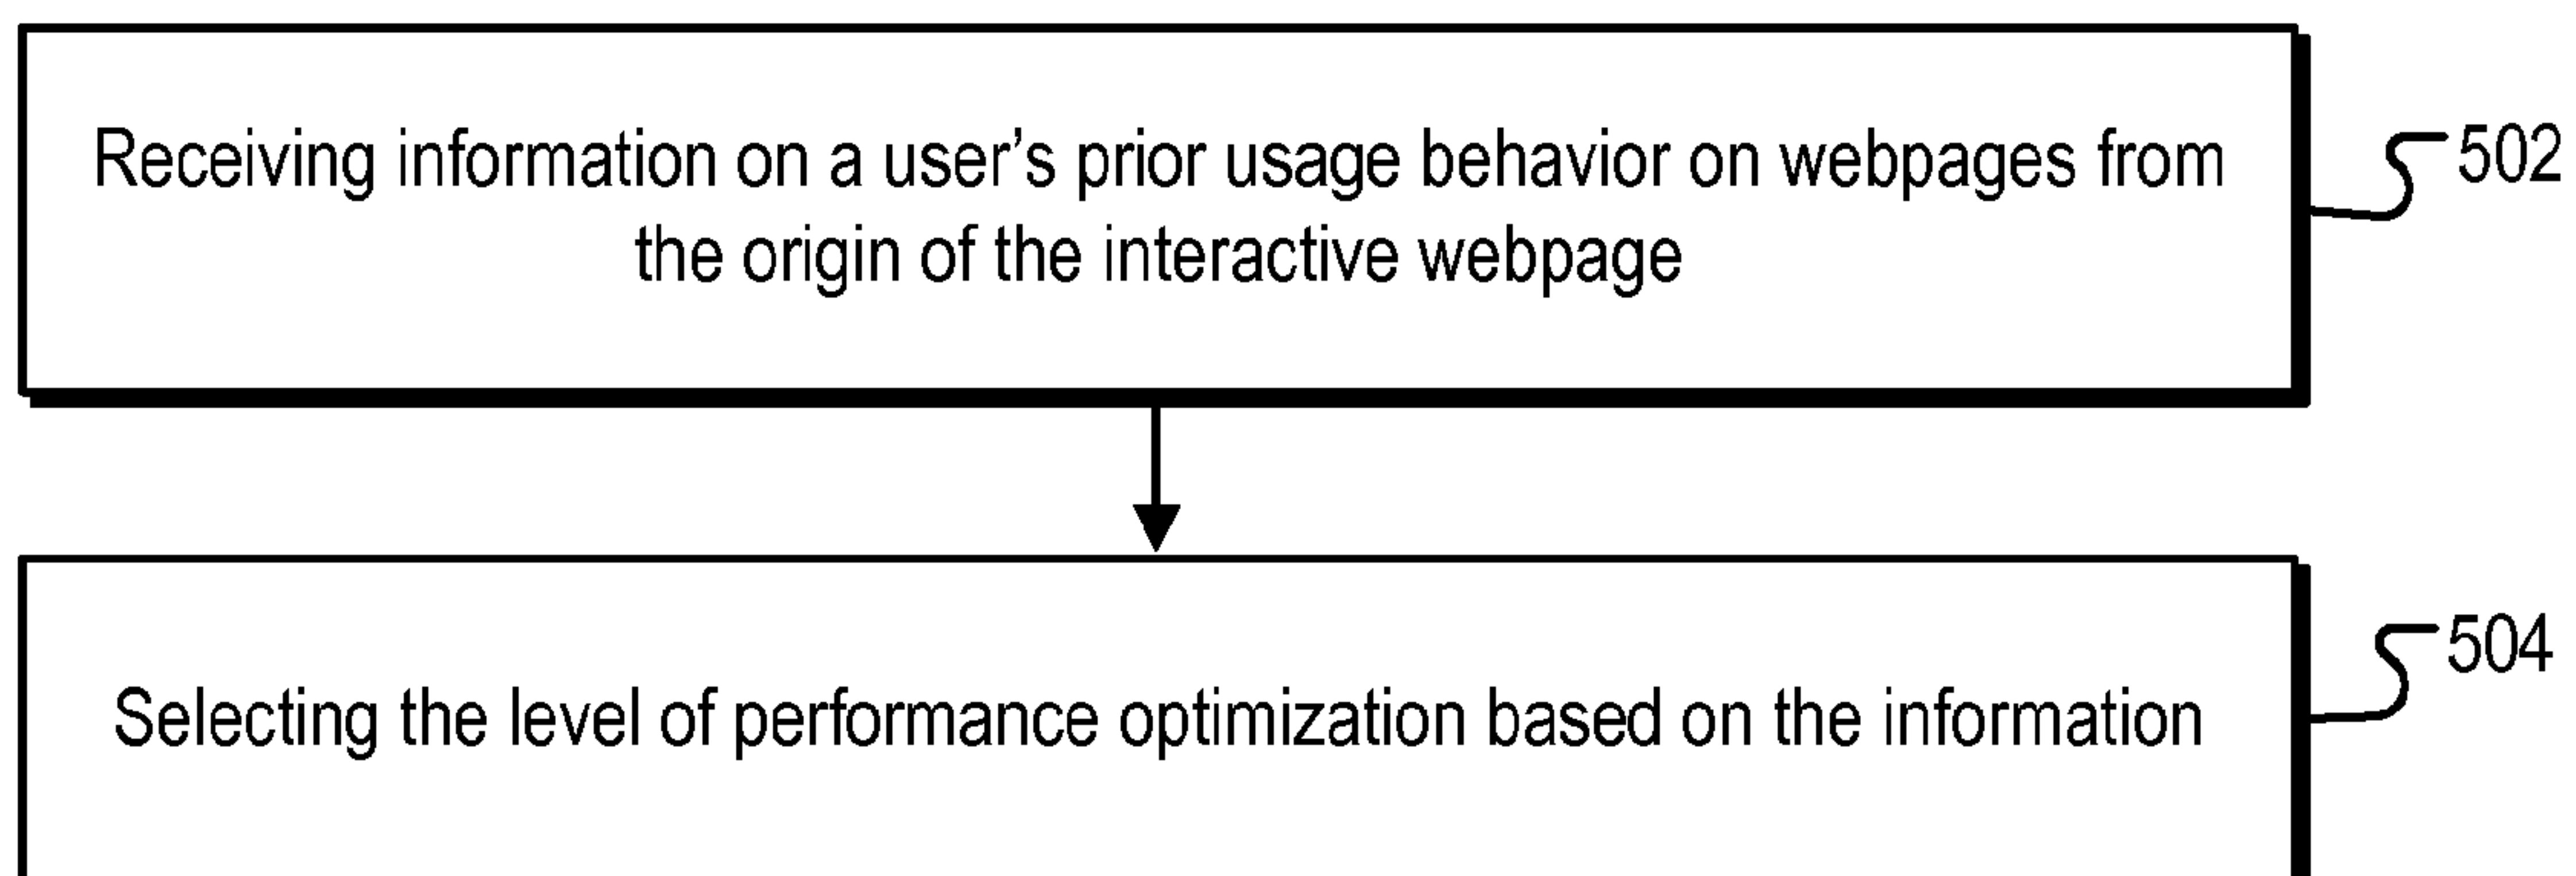 Receiving information on a user’s prior usage behavior on webpages from
the origin of the interactive webpage
502
Selecting the level of performance optimization based on the information
504